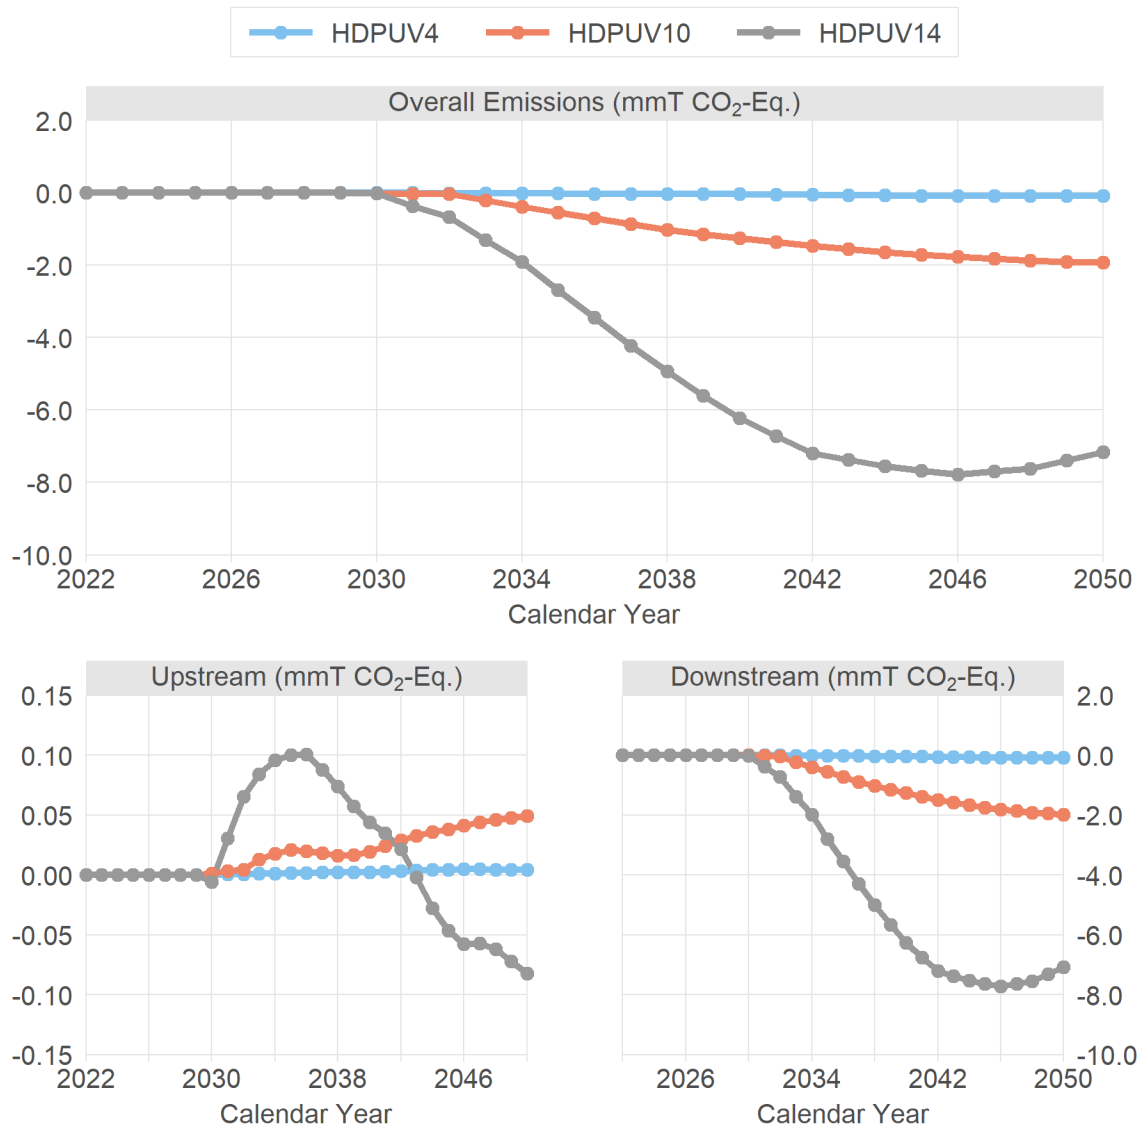 HDPUV4 HDPUV10 HDPUV14
Overall Emissions (mmT CO₂-Eq.)
2.0
0.0
-2.0
-4.0
-6.0
-8.0
-10.0
2022 2026 2030 2034 2038 2042 2046 2050
Calendar Year
Upstream (mmT CO₂-Eq.)
0.15
0.10
0.05
0.00
-0.05
-0.10
-0.15
2022 2030 2038 2046
Calendar Year
Downstream (mmT CO₂-Eq.)
2.0
0.0
-2.0
-4.0
-6.0
-8.0
-10.0
2026 2034 2042 2050
Calendar Year